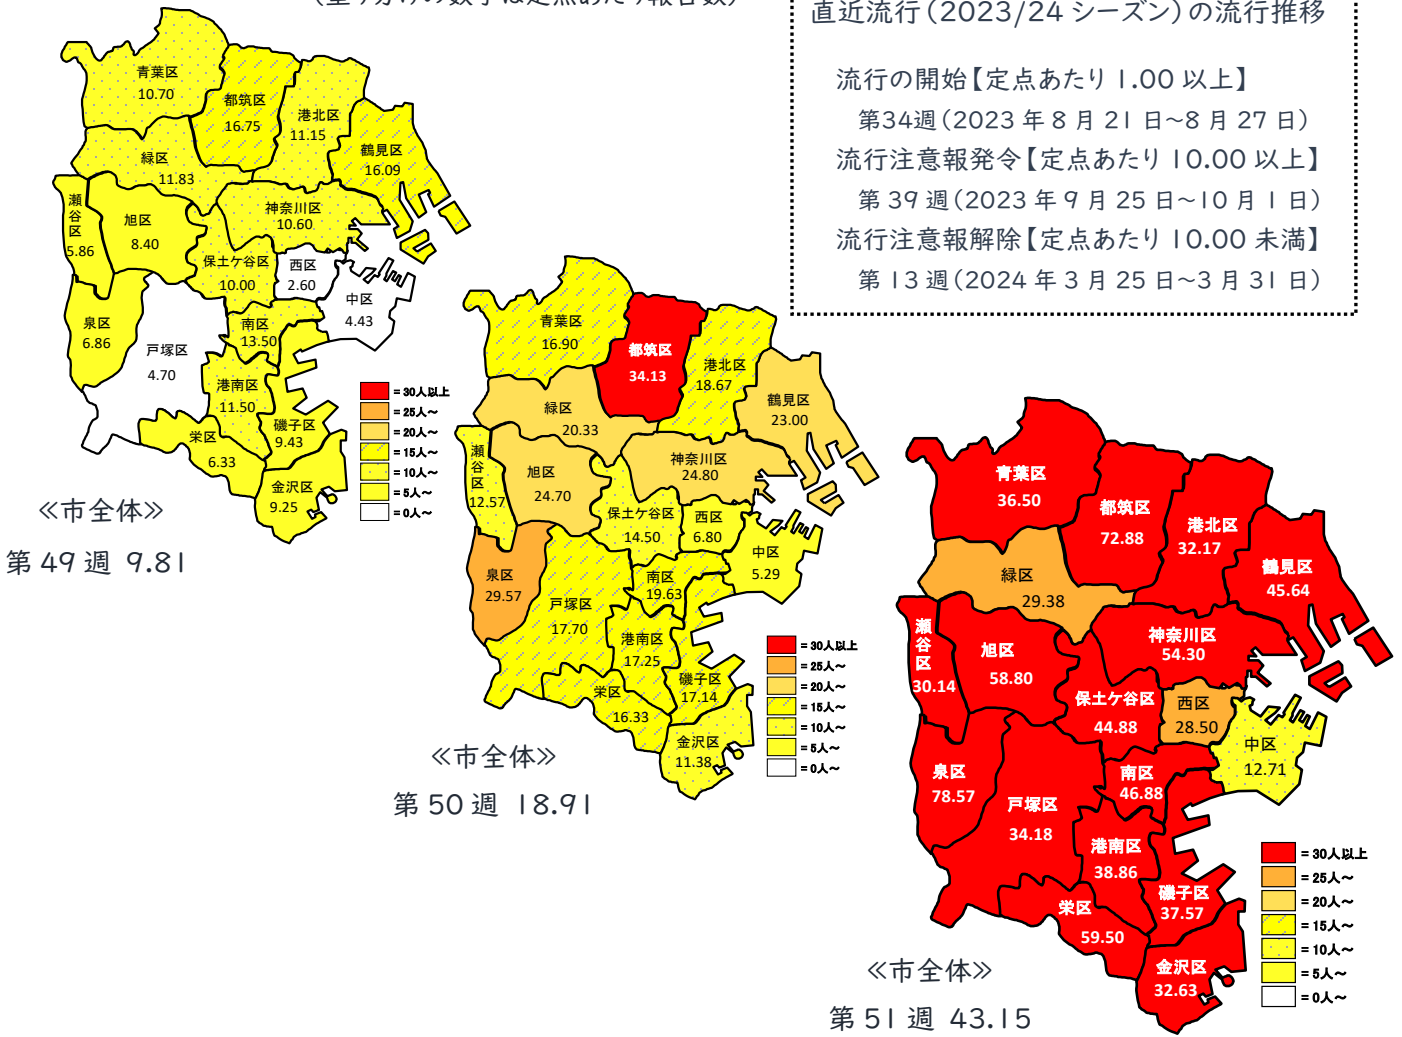 (塗り分けの数字は定点あたり報告数)
直近流行(2023/24 シーズン)の流行推移
流行の開始【定点あたり 1.00 以上】
第34週(2023 年 8 月 21 日~8 月 27 日)
流行注意報発令【定点あたり 10.00 以上】
第 39 週(2023 年 9 月 25 日~10 月 1 日)
流行注意報解除【定点あたり 10.00 未満】
第 13 週(2024 年 3 月 25 日~3 月 31 日)
青葉区
10.70
都筑区
16.75
港北区
11.15
鶴見区
16.09
緑区
11.83
瀬谷区
5.86
旭区
8.40
神奈川区
10.60
保土ケ谷区
10.00
西区
2.60
中区
4.43
泉区
6.86
戸塚区
4.70
南区
13.50
港南区
11.50
磯子区
9.43
栄区
6.33
金沢区
9.25
= 30人以上
= 25人~
= 20人~
= 15人~
= 10人~
= 5人~
= 0人~
≪市全体≫
第 49 週 9.81
青葉区
16.90
都筑区
34.13
港北区
18.67
鶴見区
23.00
緑区
20.33
瀬谷区
12.57
旭区
24.70
神奈川区
24.80
保土ケ谷区
14.50
西区
6.80
中区
5.29
泉区
29.57
戸塚区
17.70
南区
19.63
港南区
17.25
磯子区
17.14
栄区
16.33
金沢区
11.38
= 30人以上
= 25人~
= 20人~
= 15人~
= 10人~
= 5人~
= 0人~
≪市全体≫
第 50 週 18.91
青葉区
36.50
都筑区
72.88
港北区
32.17
鶴見区
45.64
緑区
29.38
瀬谷区
30.14
旭区
58.80
神奈川区
54.30
保土ケ谷区
44.88
西区
28.50
中区
12.71
泉区
78.57
戸塚区
34.18
南区
46.88
港南区
38.86
磯子区
37.57
栄区
59.50
金沢区
32.63
= 30人以上
= 25人~
= 20人~
= 15人~
= 10人~
= 5人~
= 0人~
≪市全体≫
第 51 週 43.15